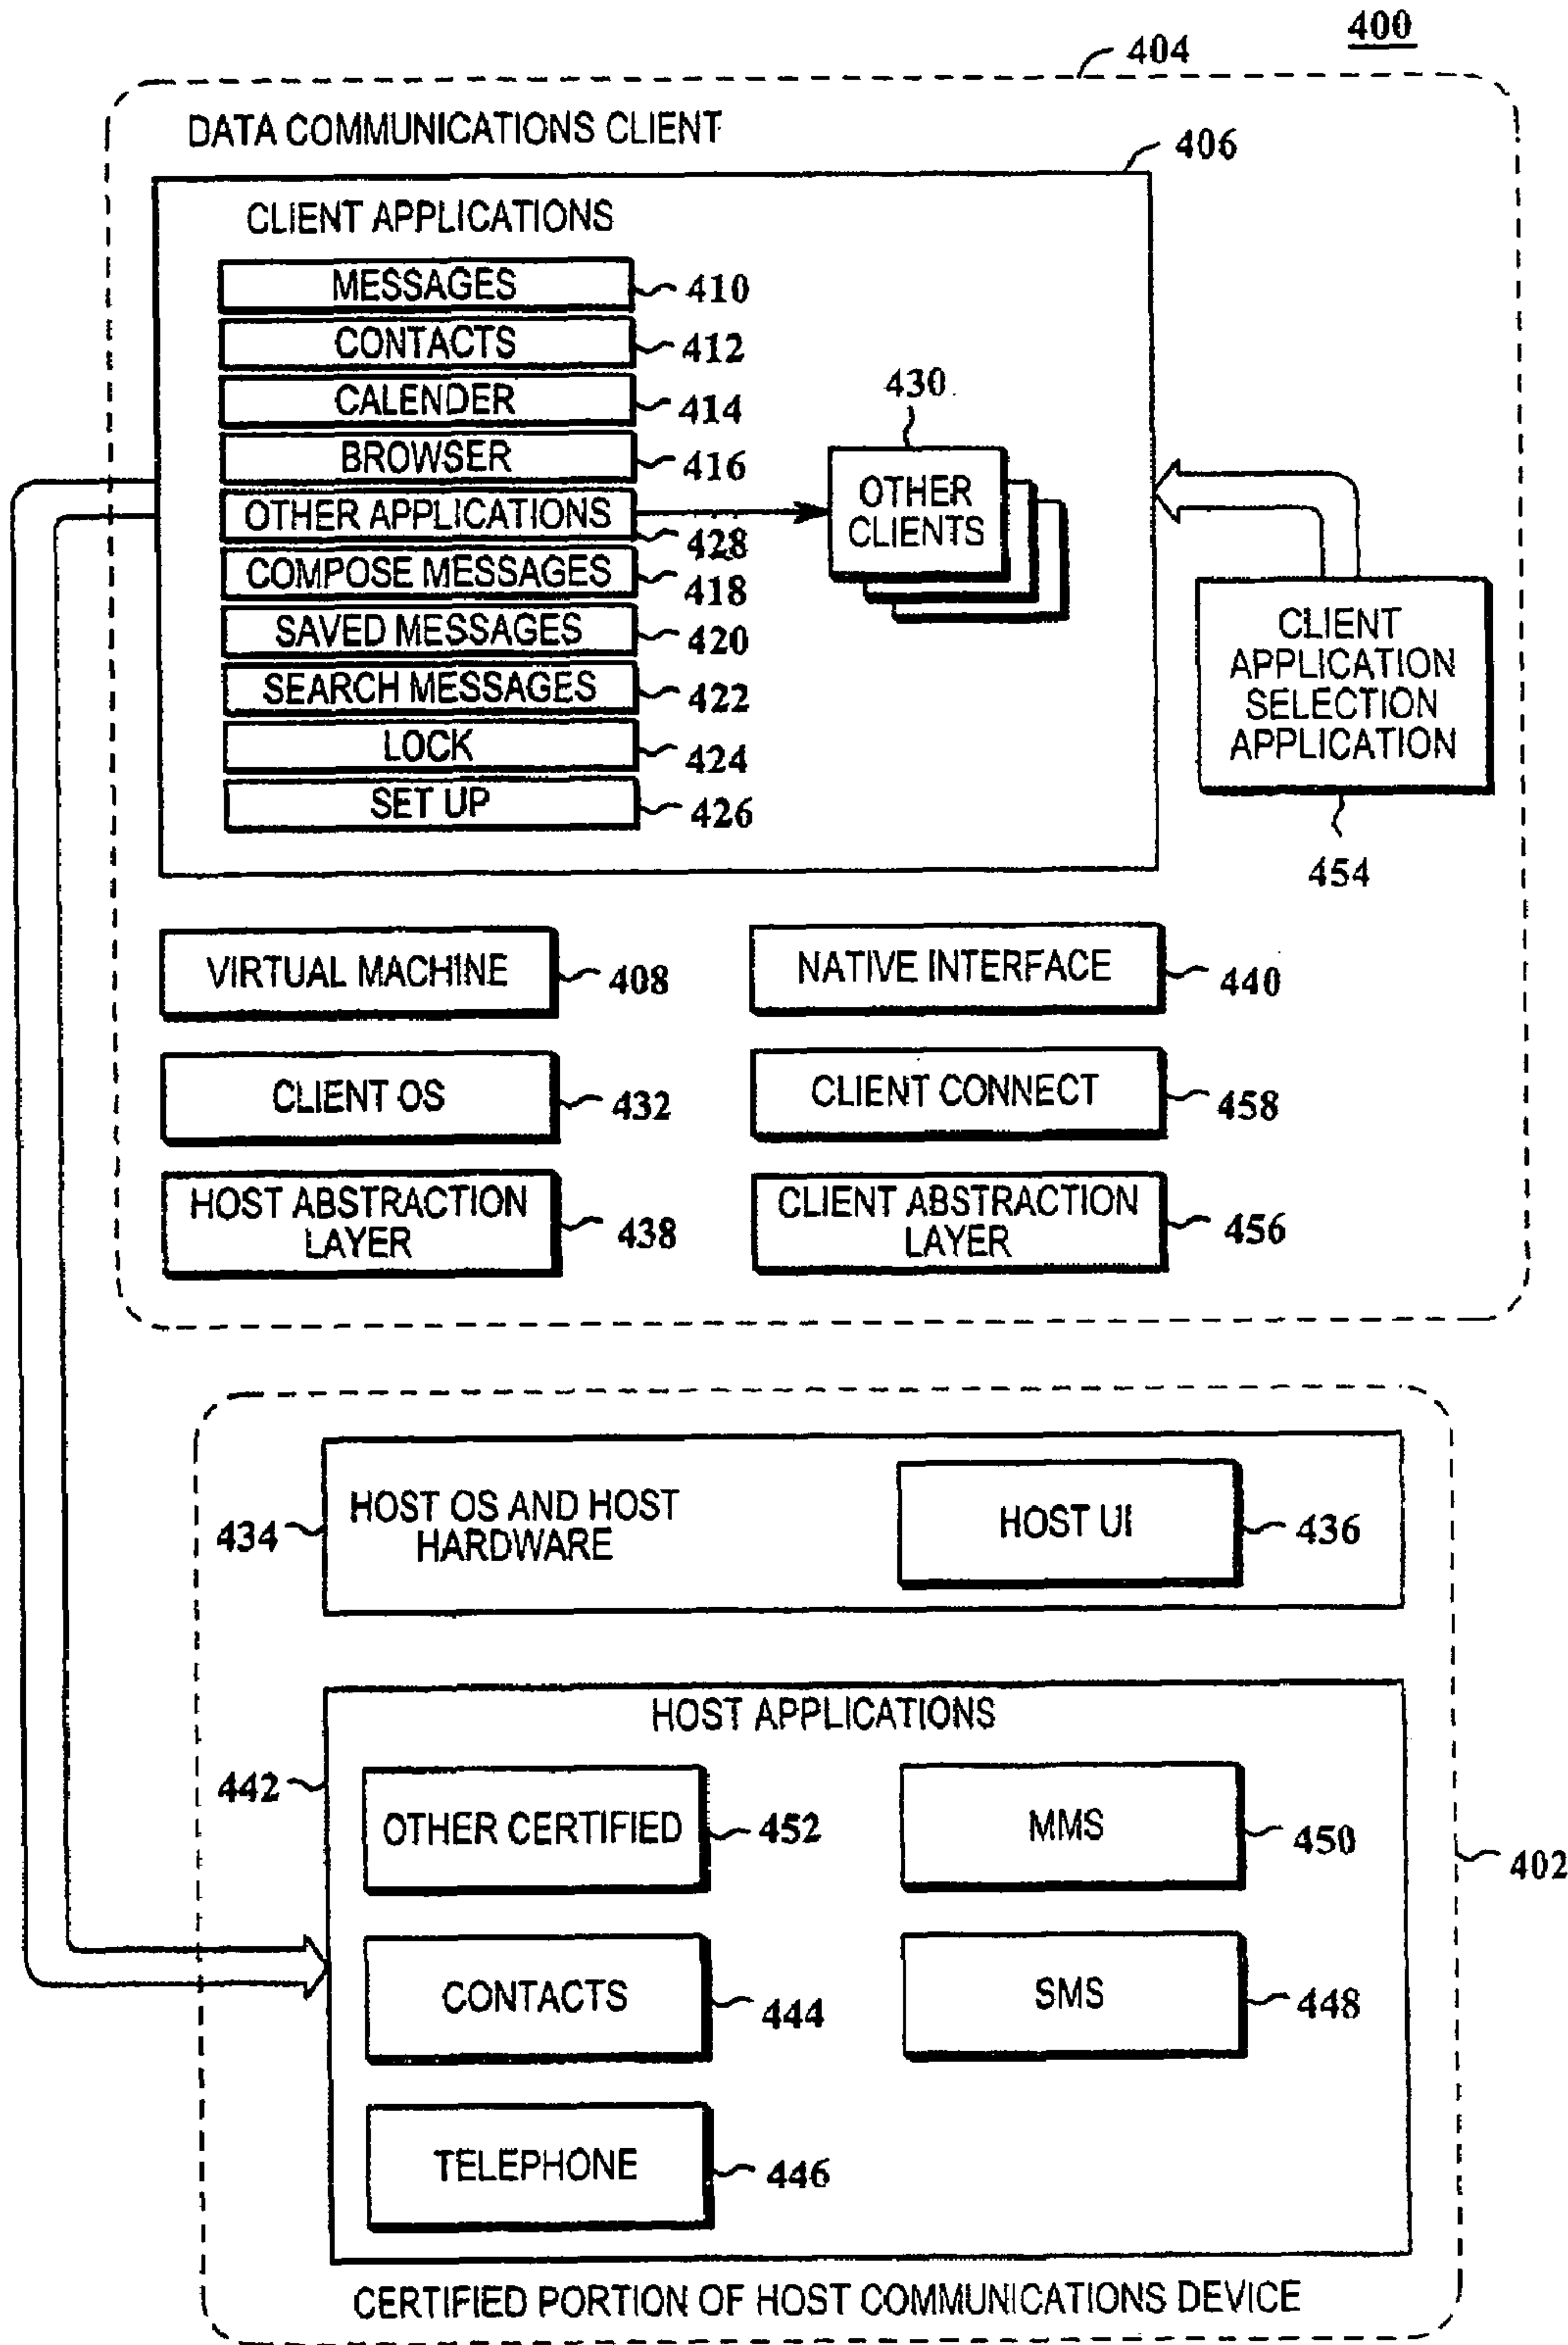 400
404
DATA COMMUNICATIONS CLIENT
406
CLIENT APPLICATIONS
MESSAGES
410
CONTACTS
412
CALENDER
414
BROWSER
416
OTHER APPLICATIONS
428
COMPOSE MESSAGES
418
SAVED MESSAGES
420
SEARCH MESSAGES
422
LOCK
424
SET UP
426
430
OTHER
CLIENTS
CLIENT
APPLICATION
SELECTION
APPLICATION
454
VIRTUAL MACHINE
408
NATIVE INTERFACE
440
CLIENT OS
432
CLIENT CONNECT
458
HOST ABSTRACTION
LAYER
438
CLIENT ABSTRACTION
LAYER
456
434
HOST OS AND HOST
HARDWARE
HOST UI
436
HOST APPLICATIONS
442
OTHER CERTIFIED
452
MMS
450
402
CONTACTS
444
SMS
448
TELEPHONE
446
CERTIFIED PORTION OF HOST COMMUNICATIONS DEVICE